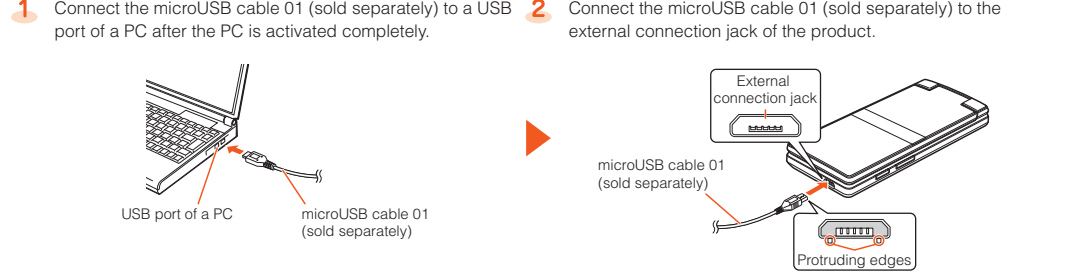 1
Connect the microUSB cable 01 (sold separately) to a USB
port of a PC after the PC is activated completely.
USB port of a PC
microUSB cable 01
(sold separately)
2
Connect the microUSB cable 01 (sold separately) to the
external connection jack of the product.
External
connection jack
microUSB cable 01
(sold separately)
Protruding edges